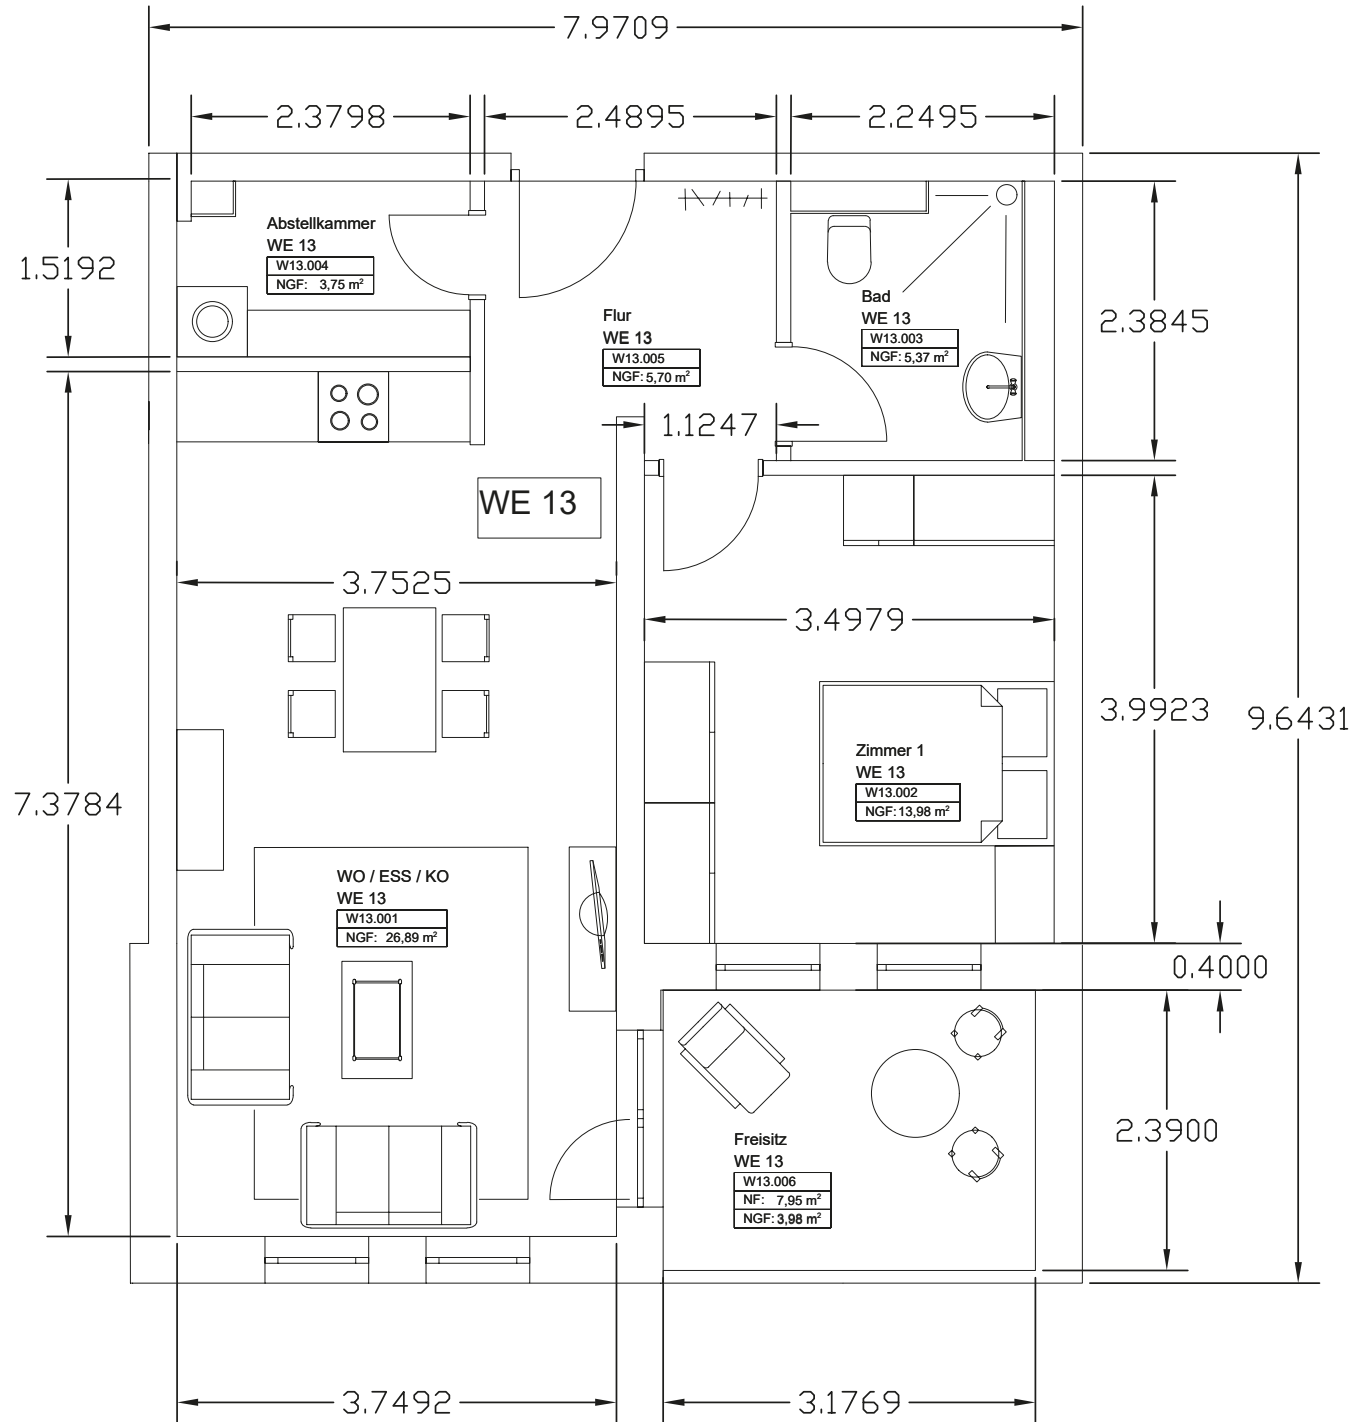 7.9709
2.3798
2.4895
2.2495
Abstellkammer
WE 13
W13.004
NGF: 3,75 m²
1.5192
Bad
WE 13
W13.003
NGF: 5,37 m²
2.3845
Flur
WE 13
W13.005
NGF: 5,70 m²
1.1247
WE 13
3.7525
3.4979
3.9923
9.6431
Zimmer 1
WE 13
W13.002
NGF: 13,98 m²
7.3784
WO / ESS / KO
WE 13
W13.001
NGF: 26,89 m²
0.4000
2.3900
Freisitz
WE 13
W13.006
NF: 7,95 m²
NGF: 3,98 m²
3.7492
3.1769